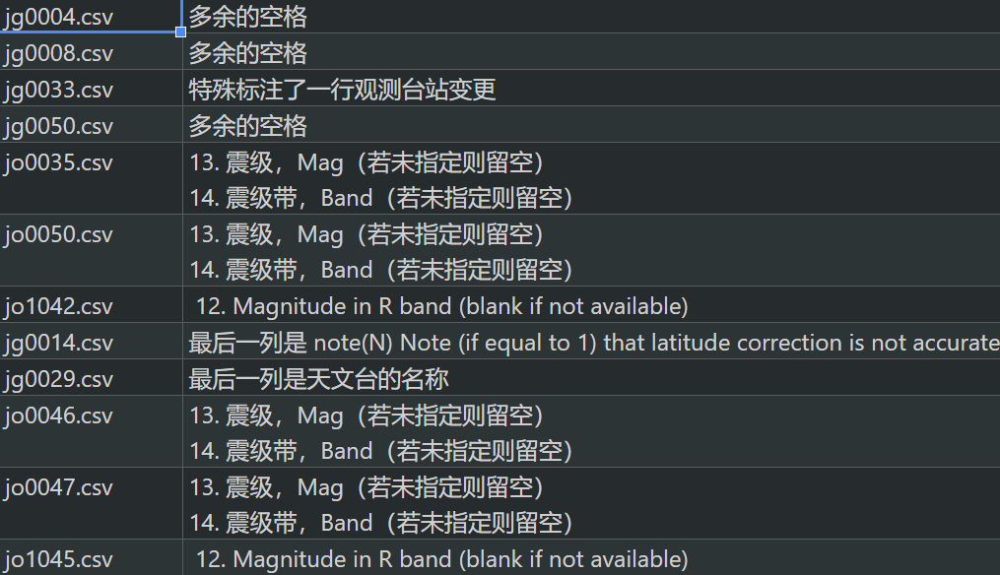 jg0004.csv 多余的空格
jg0008.csv 多余的空格
jg0033.csv 特殊标注了一行观测台站变更
jg0050.csv 多余的空格
jo0035.csv 13. 震级，Mag（若未指定则留空）
14. 震级带，Band（若未指定则留空）
jo0050.csv 13. 震级，Mag（若未指定则留空）
14. 震级带，Band（若未指定则留空）
jo1042.csv 12. Magnitude in R band (blank if not available)
jg0014.csv 最后一列是 note(N) Note (if equal to 1) that latitude correction is not accurate
jg0029.csv 最后一列是天文台的名称
jo0046.csv 13. 震级，Mag（若未指定则留空）
14. 震级带，Band（若未指定则留空）
jo0047.csv 13. 震级，Mag（若未指定则留空）
14. 震级带，Band（若未指定则留空）
jo1045.csv 12. Magnitude in R band (blank if not available)